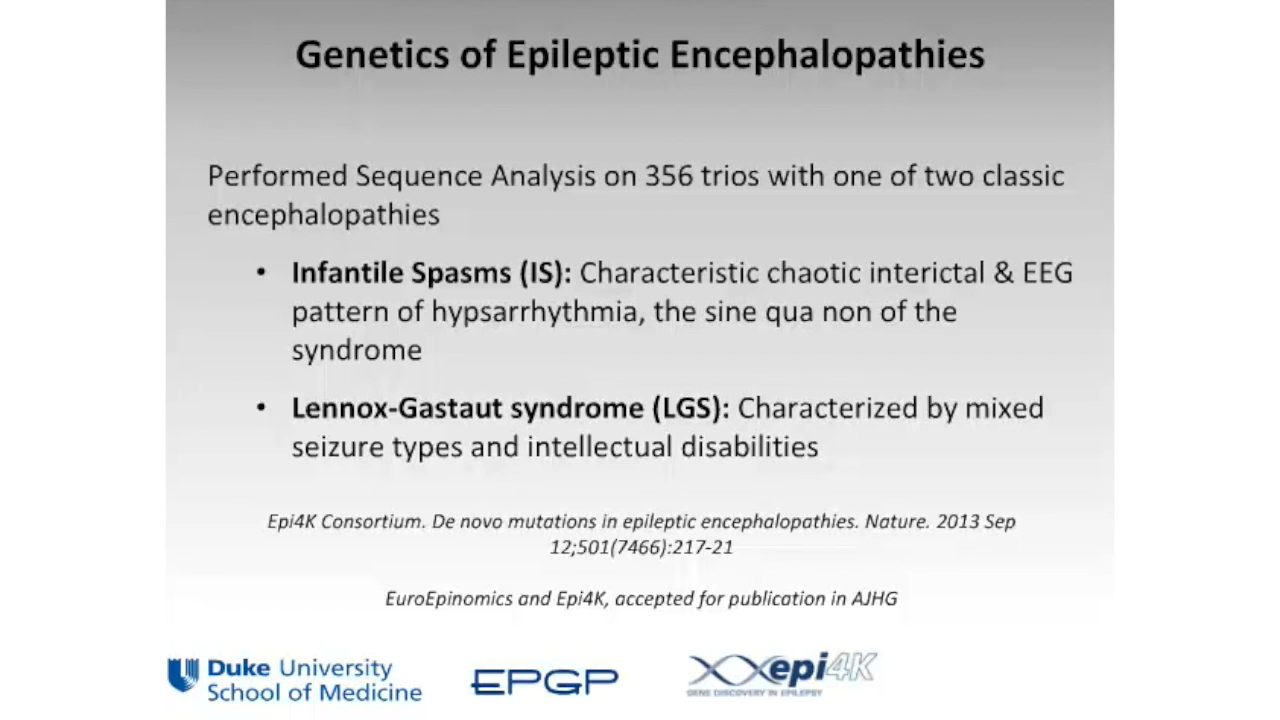 Genetics of Epileptic Encephalopathies
Performed Sequence Analysis on 356 trios with one of two classic
encephalopathies
• Infantile Spasms (IS): Characteristic chaotic interictal & EEG
pattern of hypsarrhythmia, the sine qua non of the
syndrome
• Lennox-Gastaut syndrome (LGS): Characterized by mixed
seizure types and intellectual disabilities
Epi4K Consortium. De novo mutations in epileptic encephalopathies. Nature. 2013 Sep
12;501(7466):217-21
EuroEpinomics and Epi4K, accepted for publication in AJHG
Duke University
School of Medicine
EPGP
epi4K
GENE DISCOVERY IN EPILEPSY